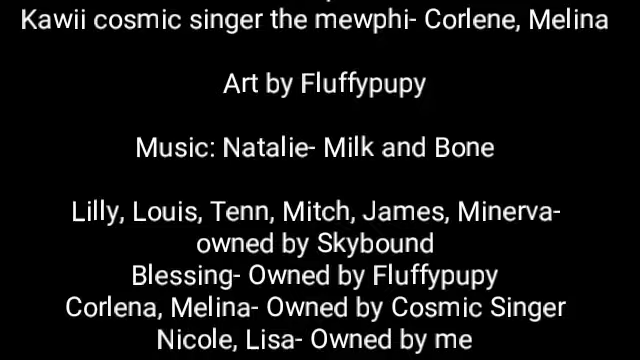 Kawii cosmic singer the mewphi- Corlene, Melina
Art by Fluffypupy
Music: Natalie- Milk and Bone
Lilly, Louis, Tenn, Mitch, James, Minerva-
owned by Skybound
Blessing- Owned by Fluffypupy
Corlena, Melina- Owned by Cosmic Singer
Nicole, Lisa- Owned by me